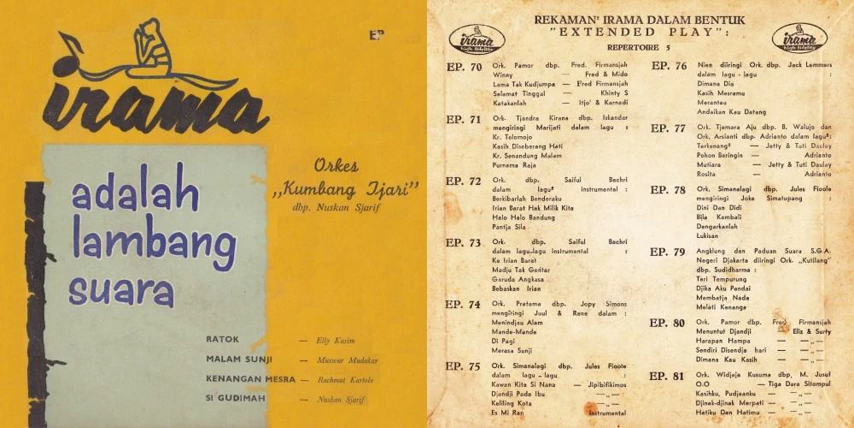 EP
irama
adalah
lambang
suara
Orkes
„Kumbang Tjari"
dbp. Nuskan Sjarif
RATOK — Elly Kasim
MALAM SUNJI — Muswar Mudakar
KENANGAN MESRA — Rachmat Kartolo
SI GUDIMAH — Nuskan Sjarif
REKAMAN² IRAMA DALAM BENTUK
"EXTENDED PLAY":
REPERTOIRE 5
irama
irama
EP. 70 Ork. Pamor dbp. Fred. Firmansjah
Winny — Fred & Mido
Lama Tak Kudjumpa — Fred Firmansjah
Selamat Tinggal — Khinty S
Katakanlah — Itjo' & Karnadi
EP. 71 Ork. Tjandra Kirana dbp. Iskandar
mengiringi Marijati dalam lagu :
Kr. Telomojo
Kasih Diseberang Hati
Kr. Senandung Malam
Purnama Raja
EP. 72 Ork. dbp. Saiful Bachri
dalam lagu² instrumental :
Berkibarlah Benderaku
Irian Barat Hak Milik Kita
Halo Halo Bandung
Pantja Sila
EP. 73 Ork. dbp. Saiful Bachri
dalam lagu-lagu instrumental :
Ke Irian Barat
Madju Tak Gentar
Garuda Angkasa
Bebaskan Irian
EP. 74 Ork. Pratama dbp. Jopy Simons
mengiringi Juul & Rene dalam :
Menindjau Alam
Mande-Mande
Di Pagi
Merasa Sunji
EP. 75 Ork. Simanalagi dbp. Jules Fioole
dalam lagu - lagu :
Kawan Kita Si Nana — Jipibifikimos
Djandji Pada Ibu — „—
Keliling Kota — „—
Es Mi Rar — Instrumental
EP. 76 Nien diiringi Ork. dbp. Jack Lemmers
dalam lagu - lagu :
Dimana Dia
Kasih Mesramu
Merantau
Andaikan Kau Datang
EP. 77 Ork. Tjemara Aju dbp. B. Walujo dan
Ork. Arsianti dbp. Adrianto dalam lagu²:
Terkenang² — Jetty & Tuti Daulay
Pohon Beringin — Adrianto
Mutiara — Jetty & Tuti Daulay
Rosita — Adrianto
EP. 78 Ork. Simanalagi dbp. Jules Fioole
mengiringi Joke Simatupang :
Dini Dan Didi
Bila Kembali
Dengarkanlah
Lukisan
EP. 79 Angklung dan Paduan Suara S.G.A.
Negeri Djakarta diiringi Ork. „Kutilang"
dbp. Sudidharma :
Teri Tempurung
Djika Aku Pandai
Membatja Nada
Melati Kenanga
EP. 80 Ork. Pamor dbp. Fred Firmansjah
Menuntut Djandji — Elis & Surty
Harapan Hampa — „—
Sendiri Disendja hari — „—
Dimana Kau Kasih — „—
EP. 81 Ork. Widjaja Kusuma dbp. M. Jusuf
O.O — Tiga Dara Sitompul
Kasihku, Pudjaanku — „—
Djinak-djinak Merpati — „—
Hatiku Dan Hatimu — „—